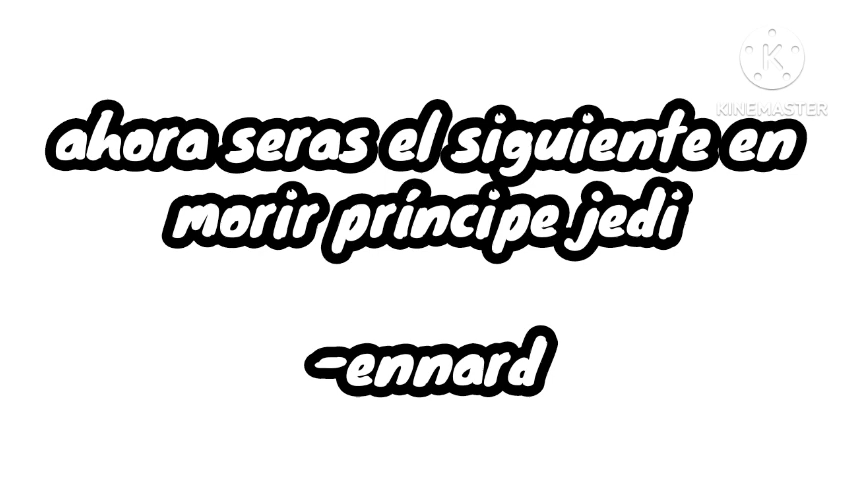 KINEMASTER
ahora seras el siguiente en
morir príncipe jedi
-ennard